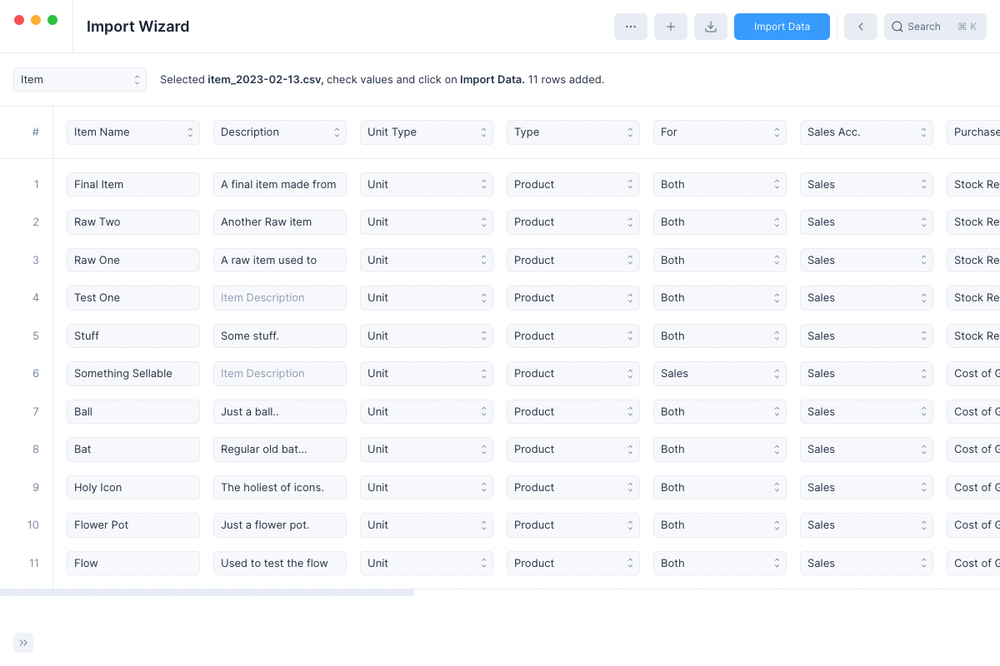 Import Wizard
... Import Data Search ⌘ K
Item Selected item_2023-02-13.csv, check values and click on Import Data. 11 rows added.
# Item Name Description Unit Type Type For Sales Acc. Purchase
1 Final Item A final item made from Unit Product Both Sales Stock Re
2 Raw Two Another Raw item Unit Product Both Sales Stock Re
3 Raw One A raw item used to Unit Product Both Sales Stock Re
4 Test One Item Description Unit Product Both Sales Stock Re
5 Stuff Some stuff. Unit Product Both Sales Stock Re
6 Something Sellable Item Description Unit Product Sales Sales Cost of G
7 Ball Just a ball.. Unit Product Both Sales Cost of G
8 Bat Regular old bat... Unit Product Both Sales Cost of G
9 Holy Icon The holiest of icons. Unit Product Both Sales Cost of G
10 Flower Pot Just a flower pot. Unit Product Both Sales Cost of G
11 Flow Used to test the flow Unit Product Both Sales Cost of G